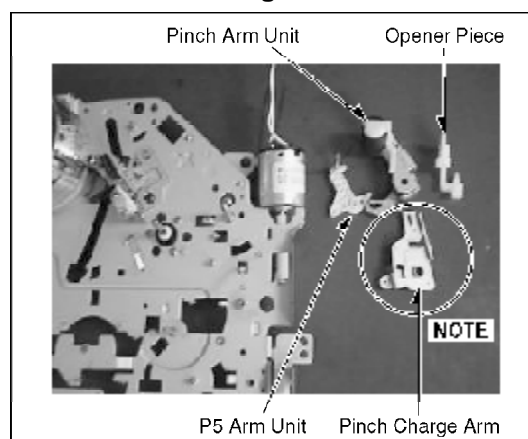 Pinch Arm Unit
Opener Piece
NOTE
P5 Arm Unit
Pinch Charge Arm